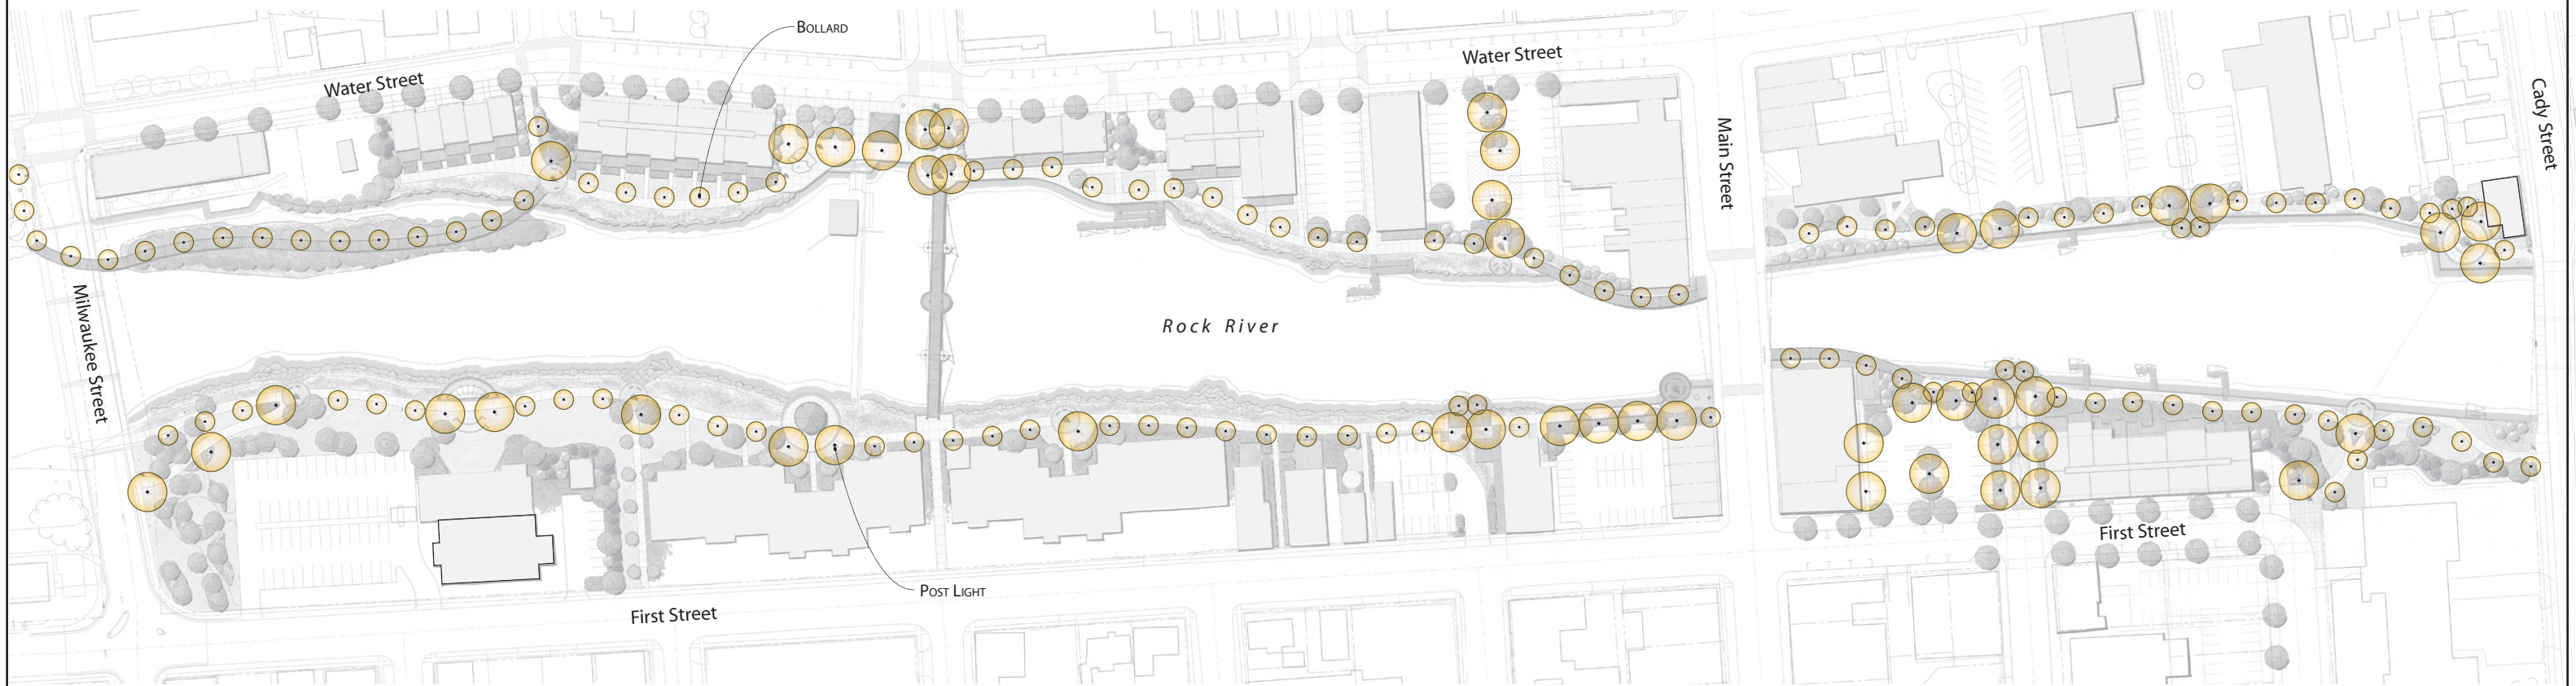 Bollard
Water Street
Water Street
Cady Street
Main Street
Milwaukee Street
Rock River
First Street
Post Light
First Street